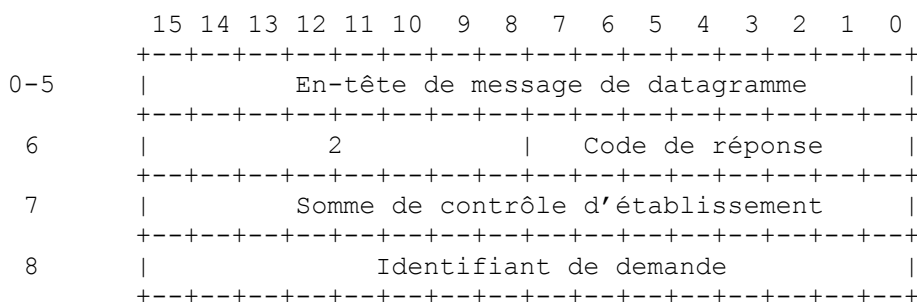 15 14 13 12 11 10 9 8 7 6 5 4 3 2 1 0
+--+--+--+--+--+--+--+--+--+--+--+--+--+--+--+--+
0-5 | En-tête de message de datagramme |
+--+--+--+--+--+--+--+--+--+--+--+--+--+--+--+--+
6 | 2 | Code de réponse |
+--+--+--+--+--+--+--+--+--+--+--+--+--+--+--+--+
7 | Somme de contrôle d’établissement |
+--+--+--+--+--+--+--+--+--+--+--+--+--+--+--+--+
8 | Identifiant de demande |
+--+--+--+--+--+--+--+--+--+--+--+--+--+--+--+--+